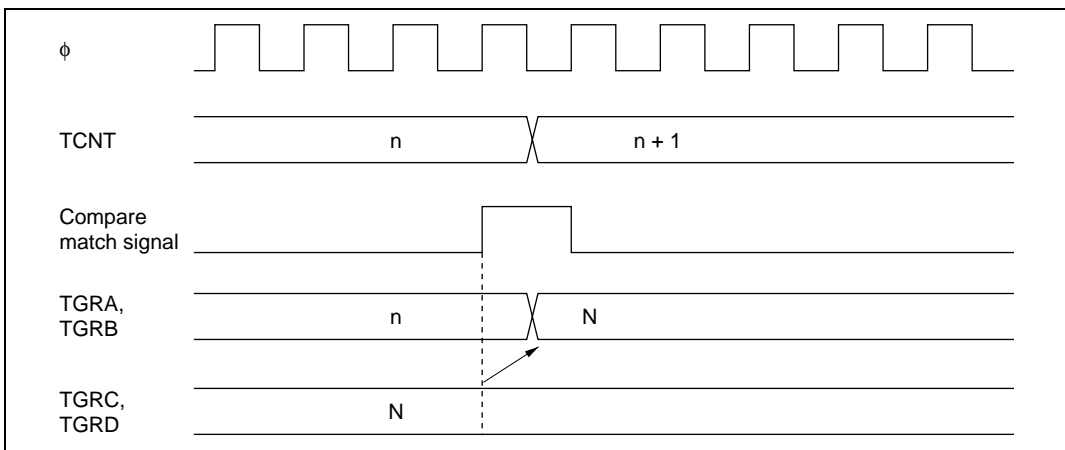 ϕ
TCNT
n
n + 1
Compare
match signal
TGRA,
TGRB
n
N
TGRC,
TGRD
N